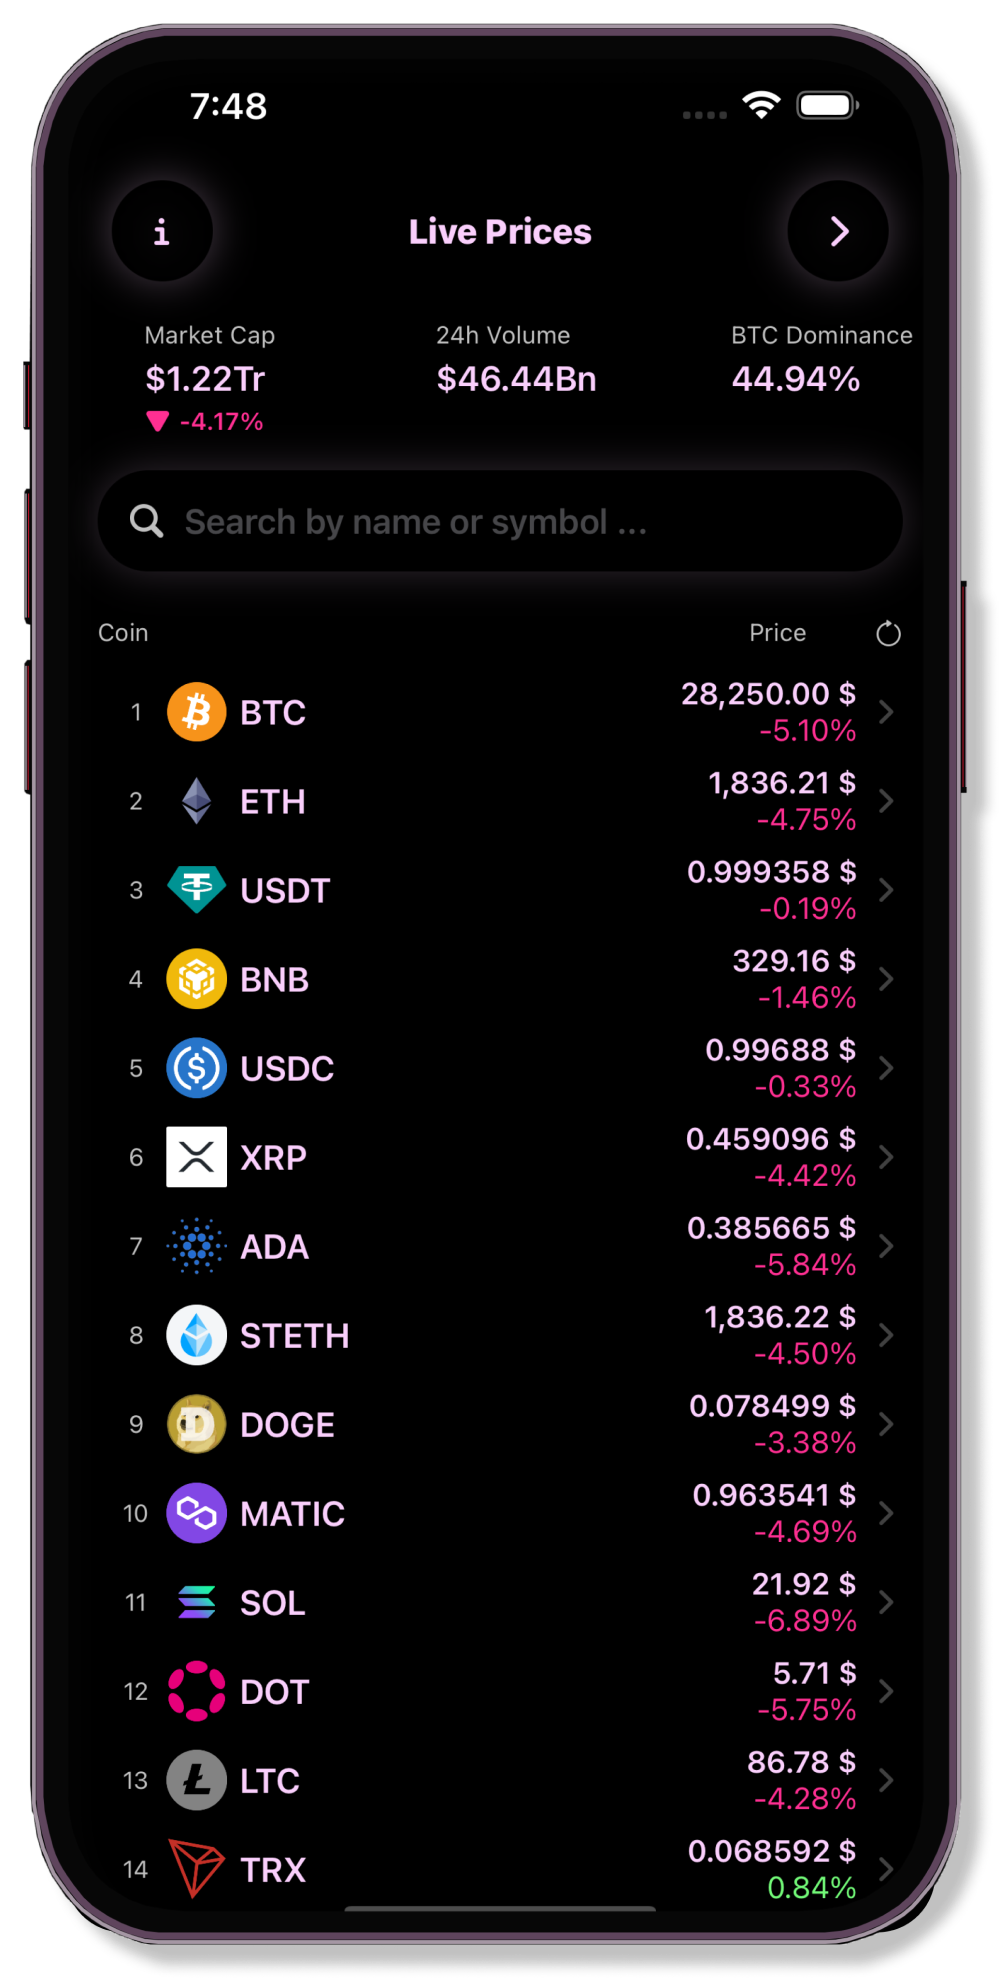 7:48
i Live Prices
Market Cap 24h Volume BTC Dominance
$1.22Tr $46.44Bn 44.94%
-4.17%
Search by name or symbol ...
Coin Price
1 BTC 28,250.00 $
-5.10%
2 ETH 1,836.21 $
-4.75%
3 USDT 0.999358 $
-0.19%
4 BNB 329.16 $
-1.46%
5 USDC 0.99688 $
-0.33%
6 XRP 0.459096 $
-4.42%
7 ADA 0.385665 $
-5.84%
8 STETH 1,836.22 $
-4.50%
9 DOGE 0.078499 $
-3.38%
10 MATIC 0.963541 $
-4.69%
11 SOL 21.92 $
-6.89%
12 DOT 5.71 $
-5.75%
13 LTC 86.78 $
-4.28%
14 TRX 0.068592 $
0.84%